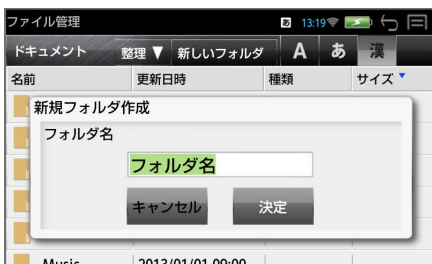 ファイル管理 あ 13:19
ドキュメント 整理▼ 新しいフォルダ A あ 漢
名前 更新日時 種類 サイズ▼
新規フォルダ作成
フォルダ名
フォルダ名
キャンセル 決定
Music 2013/01/01 09:00